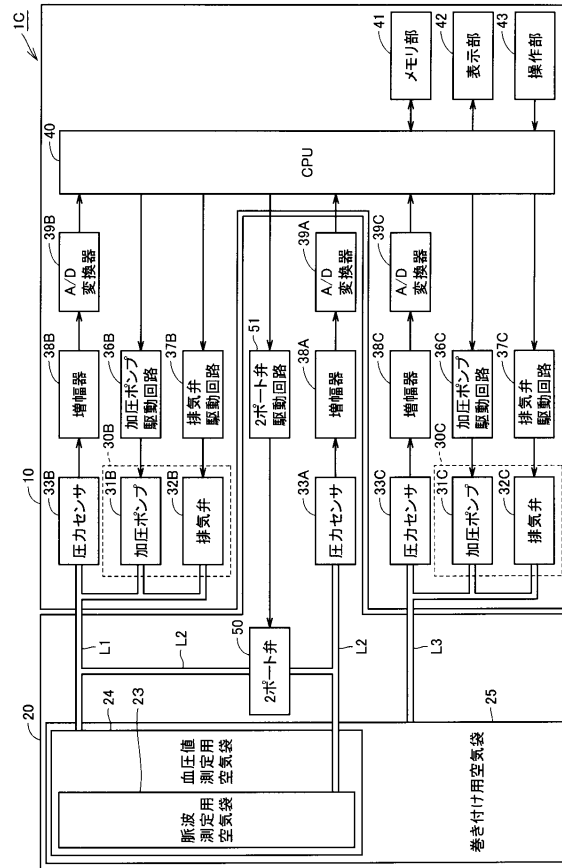 1C
10
40
CPU
41
メモリ部
42
表示部
43
操作部
39B
A/D
変換器
38B
増幅器
33B
圧力センサ
36B
加圧ポンプ
駆動回路
30B
31B
加圧ポンプ
37B
排気弁
駆動回路
32B
排気弁
51
2ポート弁
駆動回路
39A
A/D
変換器
38A
増幅器
33A
圧力センサ
39C
A/D
変換器
38C
増幅器
33C
圧力センサ
36C
加圧ポンプ
駆動回路
30C
31C
加圧ポンプ
37C
排気弁
駆動回路
32C
排気弁
20
L1
L2
50
2ポート弁
L2
L3
24
血圧値
測定用
空気袋
23
脈波
測定用
空気袋
25
巻き付け用空気袋